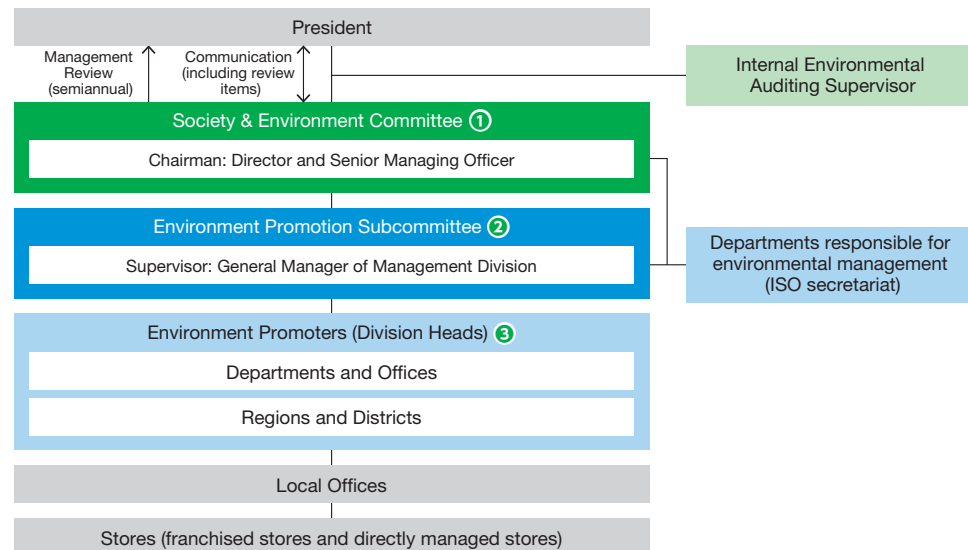 President
Management
Review
(semiannual)
Communication
(including review
items)
Internal Environmental
Auditing Supervisor
Society & Environment Committee ①
Chairman: Director and Senior Managing Officer
Environment Promotion Subcommittee ②
Supervisor: General Manager of Management Division
Departments responsible for
environmental management
(ISO secretariat)
Environment Promoters (Division Heads) ③
Departments and Offices
Regions and Districts
Local Offices
Stores (franchised stores and directly managed stores)